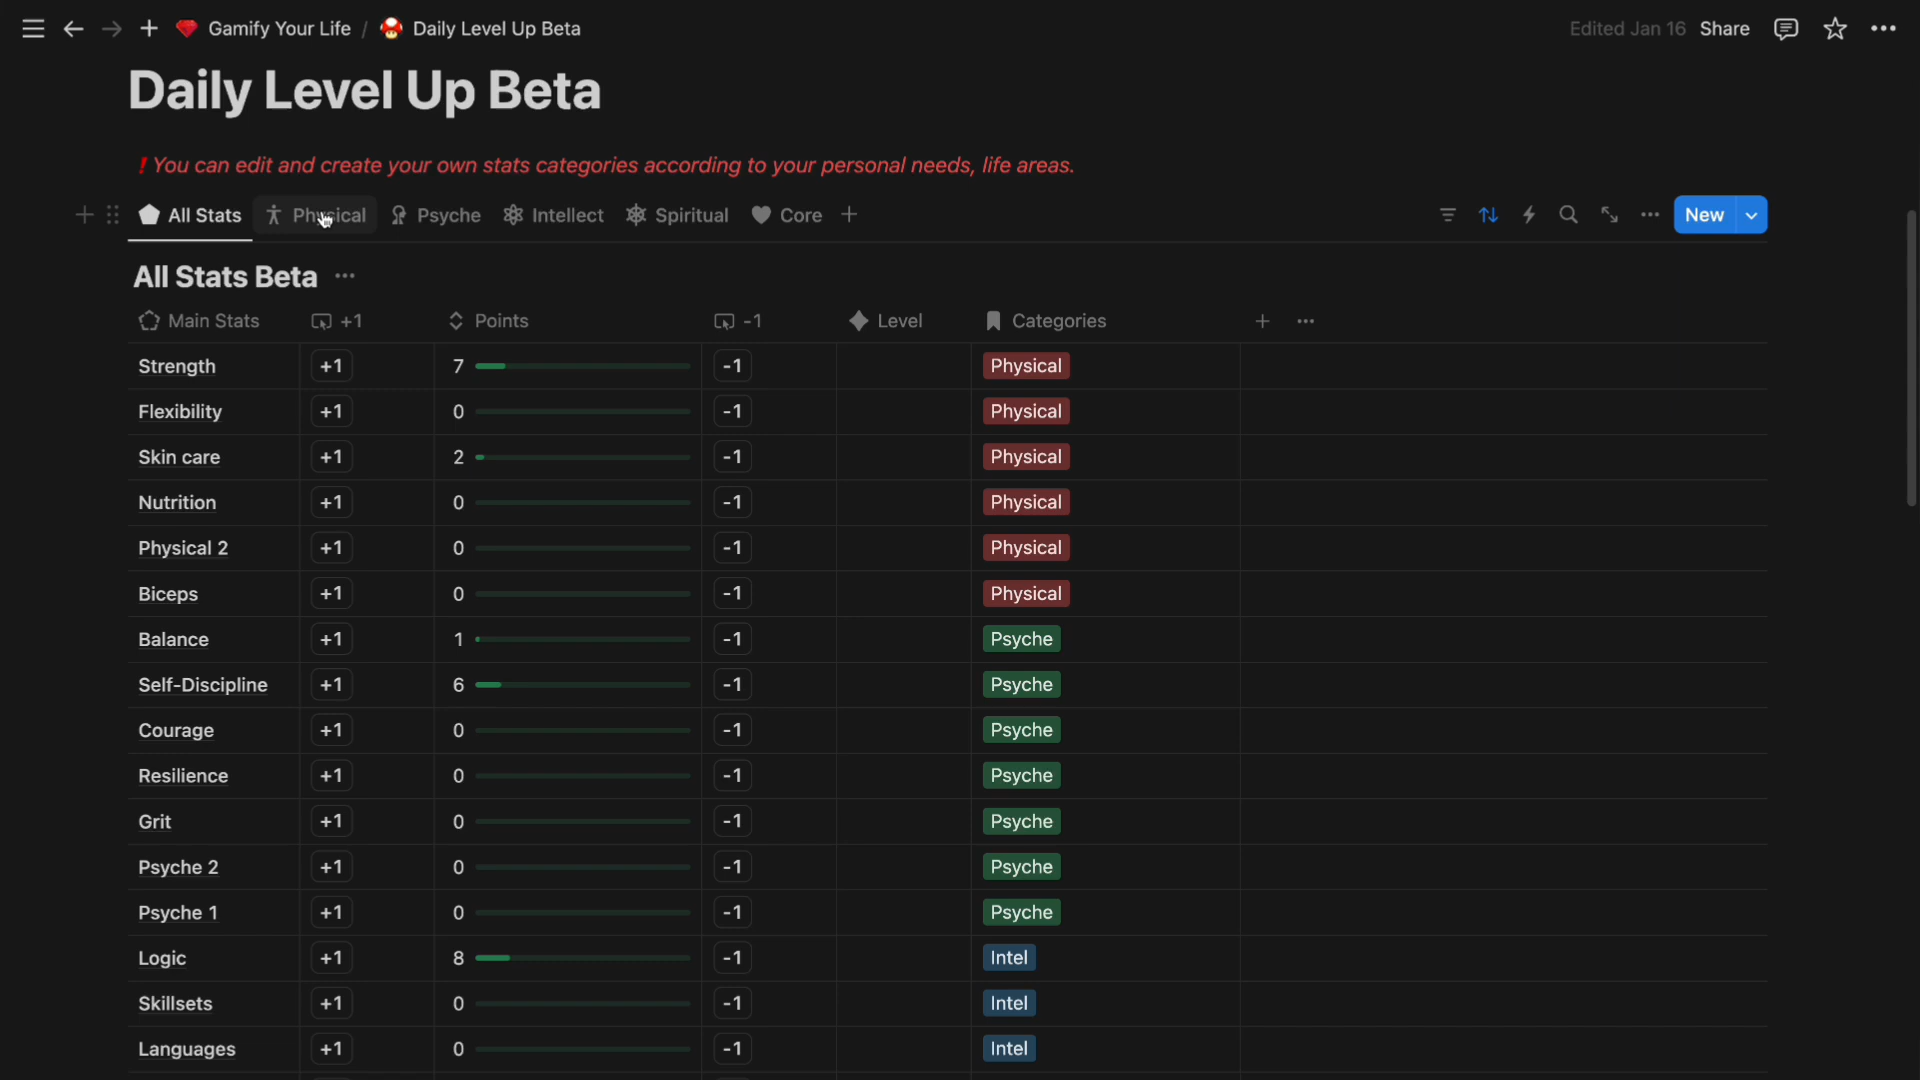 Gamify Your Life / Daily Level Up Beta Edited Jan 16 Share
Daily Level Up Beta
! You can edit and create your own stats categories according to your personal needs, life areas.
All Stats Physical Psyche Intellect Spiritual Core New
All Stats Beta
Main Stats +1 Points -1 Level Categories
Strength +1 7 -1 Physical
Flexibility +1 0 -1 Physical
Skin care +1 2 -1 Physical
Nutrition +1 0 -1 Physical
Physical 2 +1 0 -1 Physical
Biceps +1 0 -1 Physical
Balance +1 1 -1 Psyche
Self-Discipline +1 6 -1 Psyche
Courage +1 0 -1 Psyche
Resilience +1 0 -1 Psyche
Grit +1 0 -1 Psyche
Psyche 2 +1 0 -1 Psyche
Psyche 1 +1 0 -1 Psyche
Logic +1 8 -1 Intel
Skillsets +1 0 -1 Intel
Languages +1 0 -1 Intel